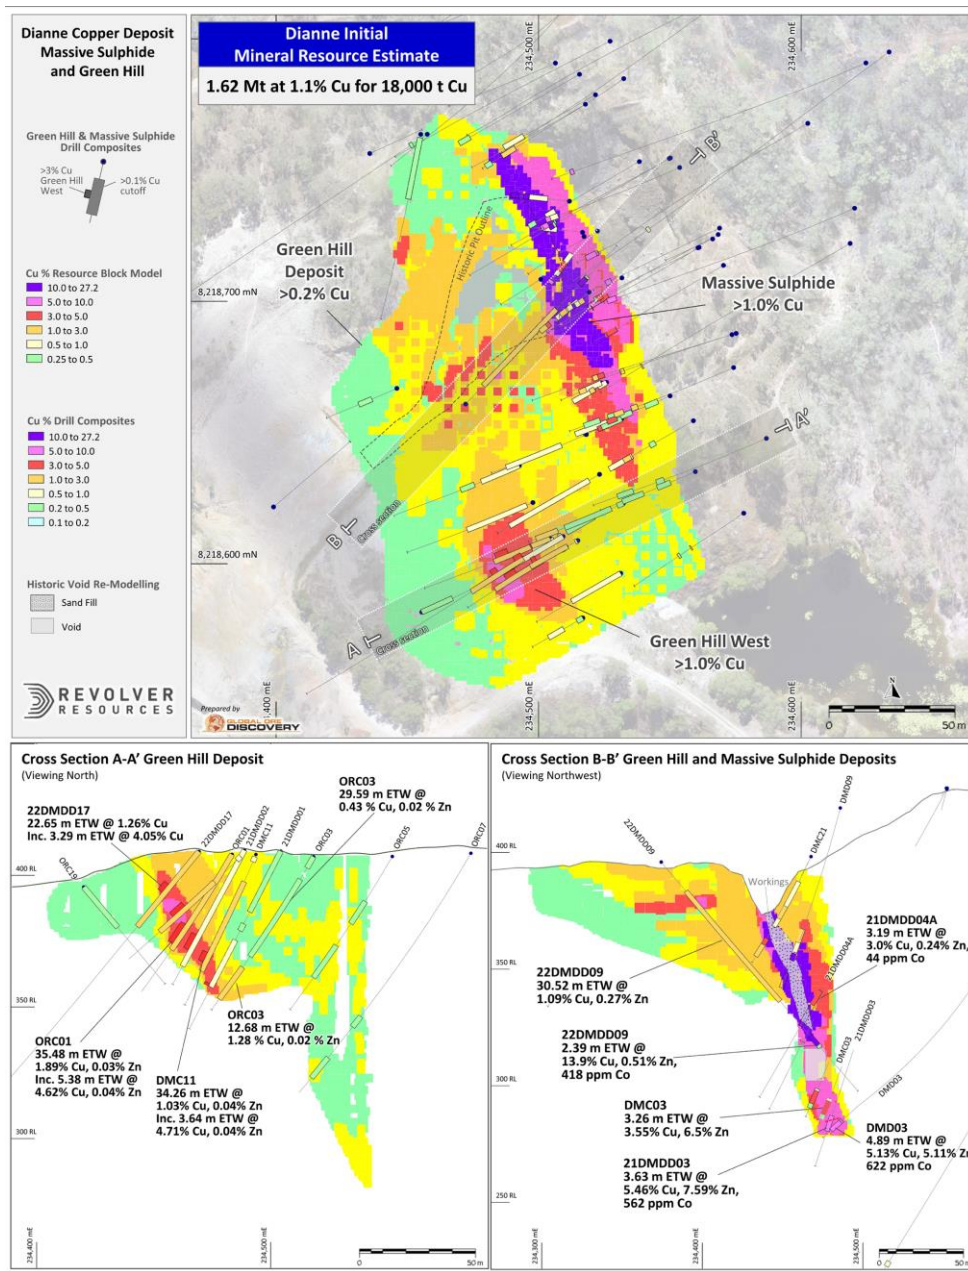 Dianne Copper Deposit
Massive Sulphide
and Green Hill
Green Hill & Massive Sulphide
Drill Composites
>3% Cu
Green Hill
West
>0.1% Cu
cutoff
Cu % Resource Block Model
10.0 to 27.2
5.0 to 10.0
3.0 to 5.0
1.0 to 3.0
0.5 to 1.0
0.25 to 0.5
Cu % Drill Composites
10.0 to 27.2
5.0 to 10.0
3.0 to 5.0
1.0 to 3.0
0.5 to 1.0
0.2 to 0.5
0.1 to 0.2
Historic Void Re-Modelling
Sand Fill
Void
REVOLVER
RESOURCES
Dianne Initial
Mineral Resource Estimate
1.62 Mt at 1.1% Cu for 18,000 t Cu
234,500 mE
234,600 mE
B'
Historic Pit Outline
Green Hill
Deposit
>0.2% Cu
8,218,700 mN
Massive Sulphide
>1.0% Cu
A'
B
Cross section
8,218,600 mN
A
Cross section
Green Hill West
>1.0% Cu
,400 mE
234,500 mE
234,600 mE
Prepared by
GLOBAL ORE
DISCOVERY
N
0 50 m
Cross Section A-A' Green Hill Deposit
(Viewing North)
ORC03
29.59 m ETW @
0.43 % Cu, 0.02 % Zn
22DMDD17
22.65 m ETW @ 1.26% Cu
Inc. 3.29 m ETW @ 4.05% Cu
ORC19
22DMDD17
ORC01
21DMDD02
DMC11
21DMDD01
ORC03
ORC05
ORC07
400 RL
350 RL
300 RL
ORC01
35.48 m ETW @
1.89% Cu, 0.03% Zn
Inc. 5.38 m ETW @
4.62% Cu, 0.04% Zn
DMC11
34.26 m ETW @
1.03% Cu, 0.04% Zn
Inc. 3.64 m ETW @
4.71% Cu, 0.04% Zn
ORC03
12.68 m ETW @
1.28 % Cu, 0.02 % Zn
234,400 mE
234,500 mE
0 50 m
Cross Section B-B' Green Hill and Massive Sulphide Deposits
(Viewing Northwest)
22DMDD09
DMC21
DMD09
400 RL
350 RL
300 RL
250 RL
Workings
21DMDD04A
3.19 m ETW @
3.0% Cu, 0.24% Zn,
44 ppm Co
21DMDD04A
22DMDD09
30.52 m ETW @
1.09% Cu, 0.27% Zn
22DMDD09
2.39 m ETW @
13.9% Cu, 0.51% Zn,
418 ppm Co
DMC03
21DMDD03
DMD03
DMC03
3.26 m ETW @
3.55% Cu, 6.5% Zn
21DMDD03
3.63 m ETW @
5.46% Cu, 7.59% Zn,
562 ppm Co
DMD03
4.89 m ETW @
5.13% Cu, 5.11% Zn
622 ppm Co
234,300 mE
234,400 mE
234,500 mE
0 50 m